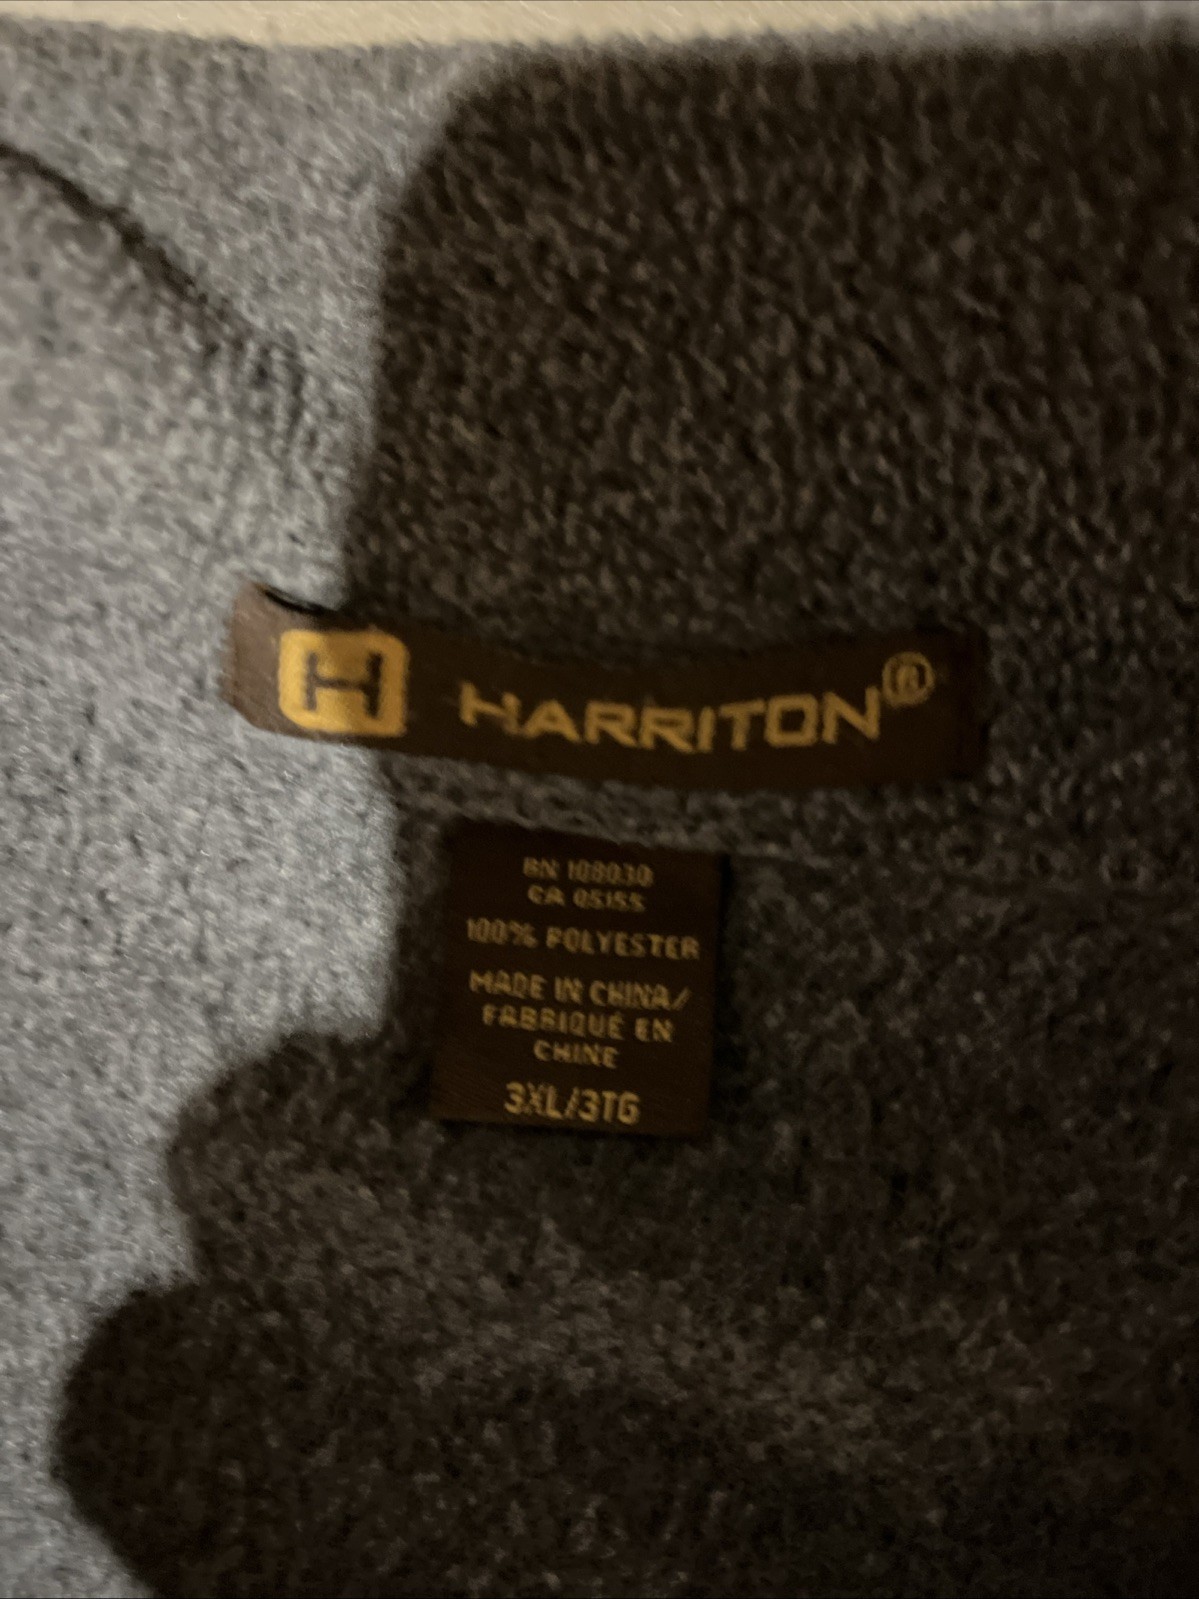 H HARRITON®
RN 108030
CA 05155
100% POLYESTER
MADE IN CHINA/
FABRIQUÉ EN
CHINE
3XL/3TG